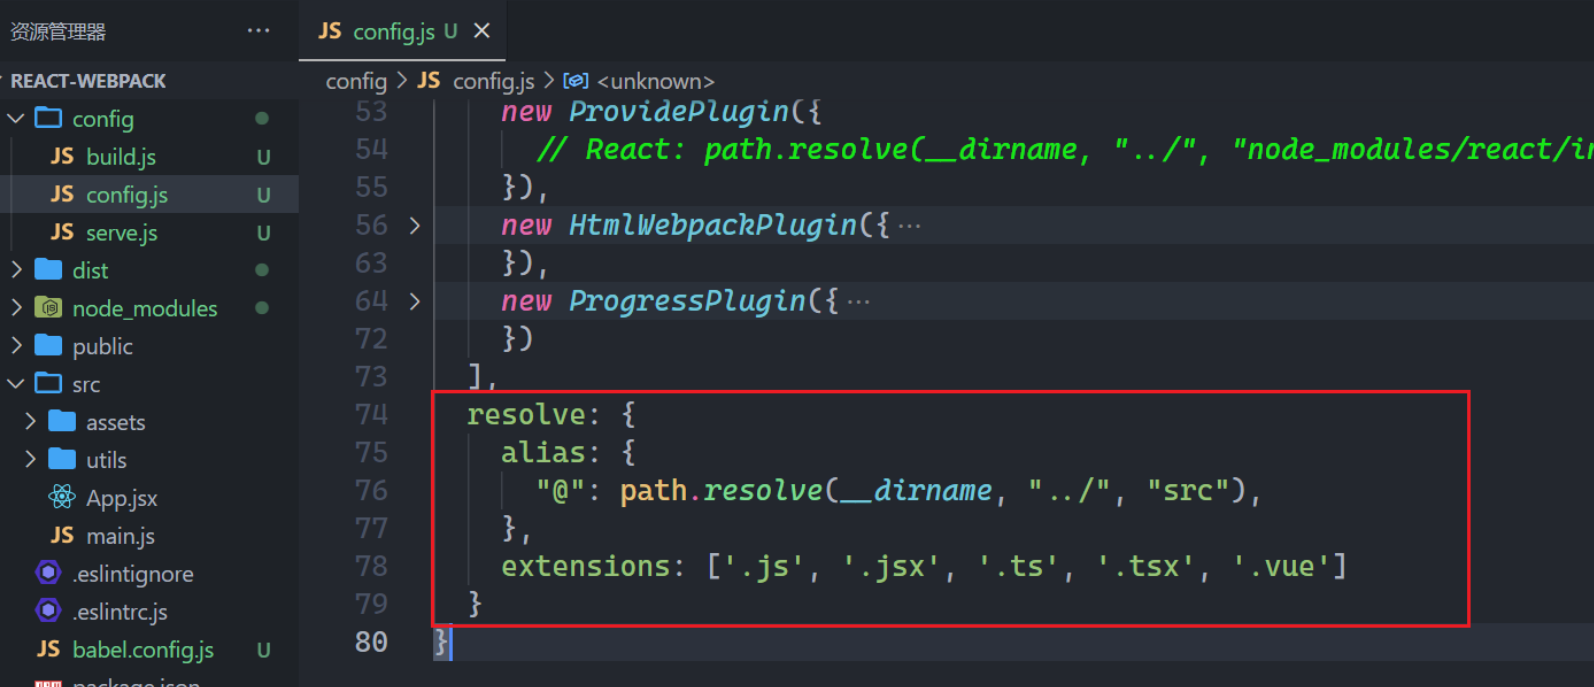 资源管理器 ···
REACT-WEBPACK
config
JS build.js U
JS config.js U
JS serve.js U
dist
node_modules
public
src
assets
utils
App.jsx
JS main.js
.eslintignore
.eslintrc.js
JS babel.config.js U
package.json
JS config.js U ×
config > JS config.js > <unknown>
53 new ProvidePlugin({
54 // React: path.resolve(__dirname, "../", "node_modules/react/in
55 }),
56 > new HtmlWebpackPlugin({ ···
63 }),
64 > new ProgressPlugin({ ···
72 })
73 ],
74 resolve: {
75 alias: {
76 "@": path.resolve(__dirname, "../", "src"),
77 },
78 extensions: ['.js', '.jsx', '.ts', '.tsx', '.vue']
79 }
80 }